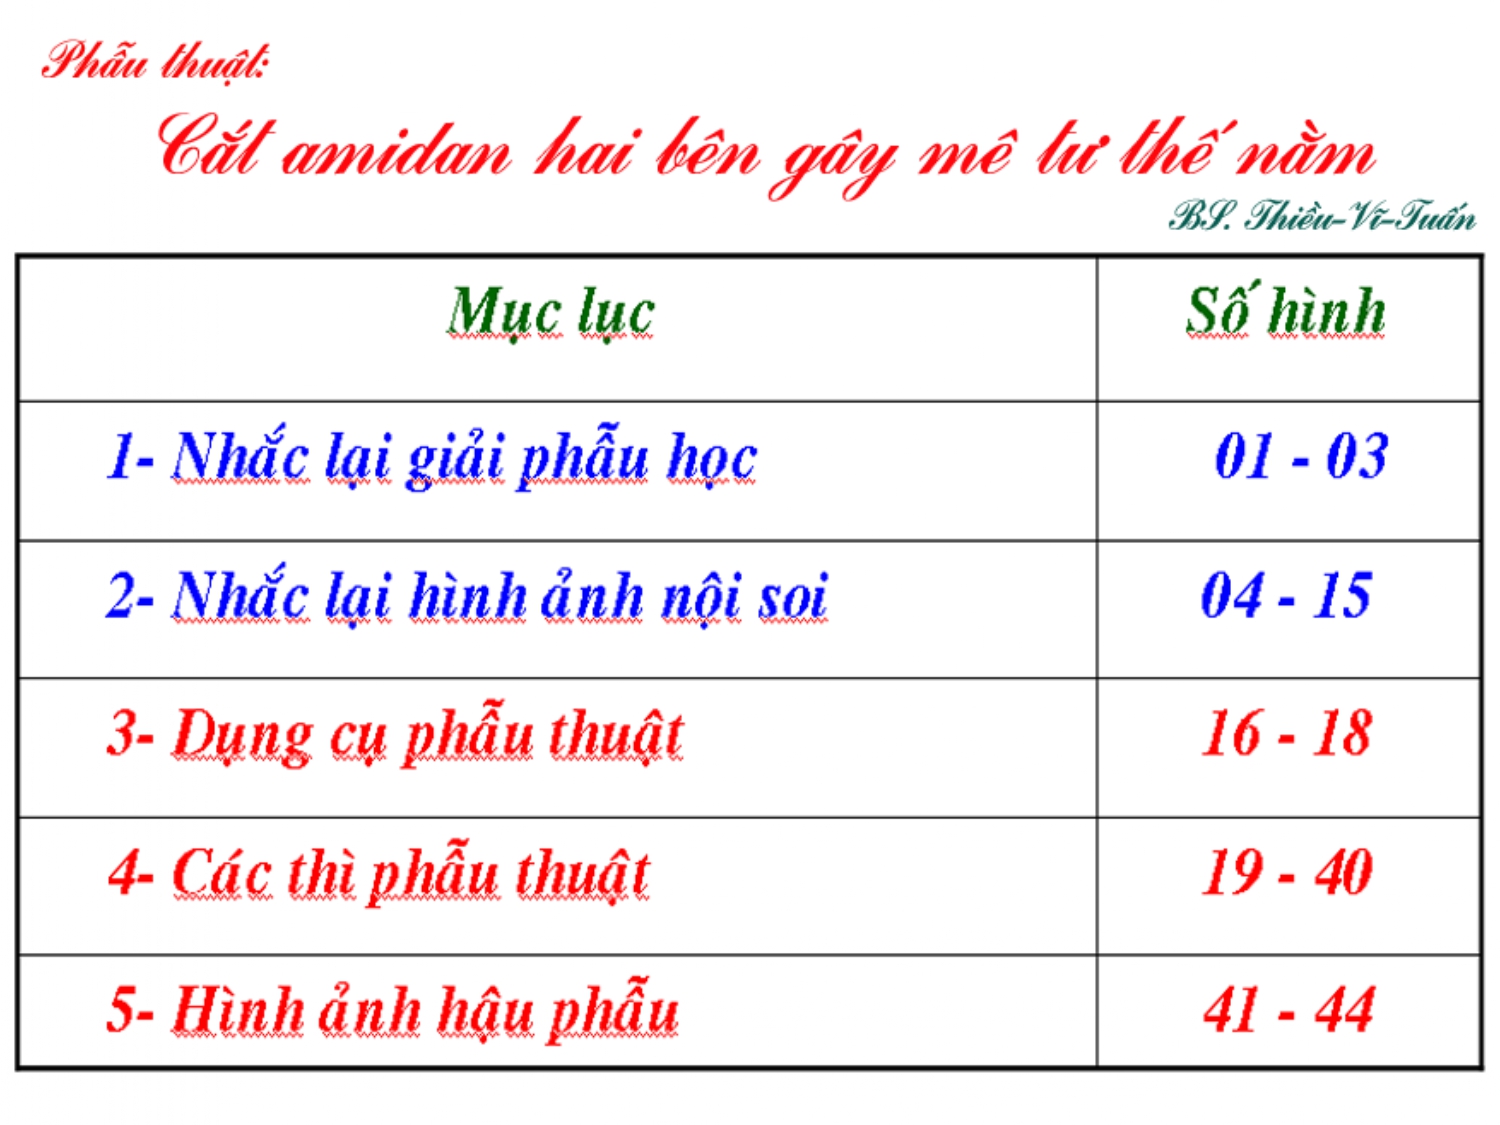 Phẫu thuật:
Cắt amidan hai bên gây mê tư thế nằm
BS. Thiều-Vĩ-Tuấn
Mục lục Số hình
1- Nhắc lại giải phẫu học 01 - 03
2- Nhắc lại hình ảnh nội soi 04 - 15
3- Dụng cụ phẫu thuật 16 - 18
4- Các thì phẫu thuật 19 - 40
5- Hình ảnh hậu phẫu 41 - 44